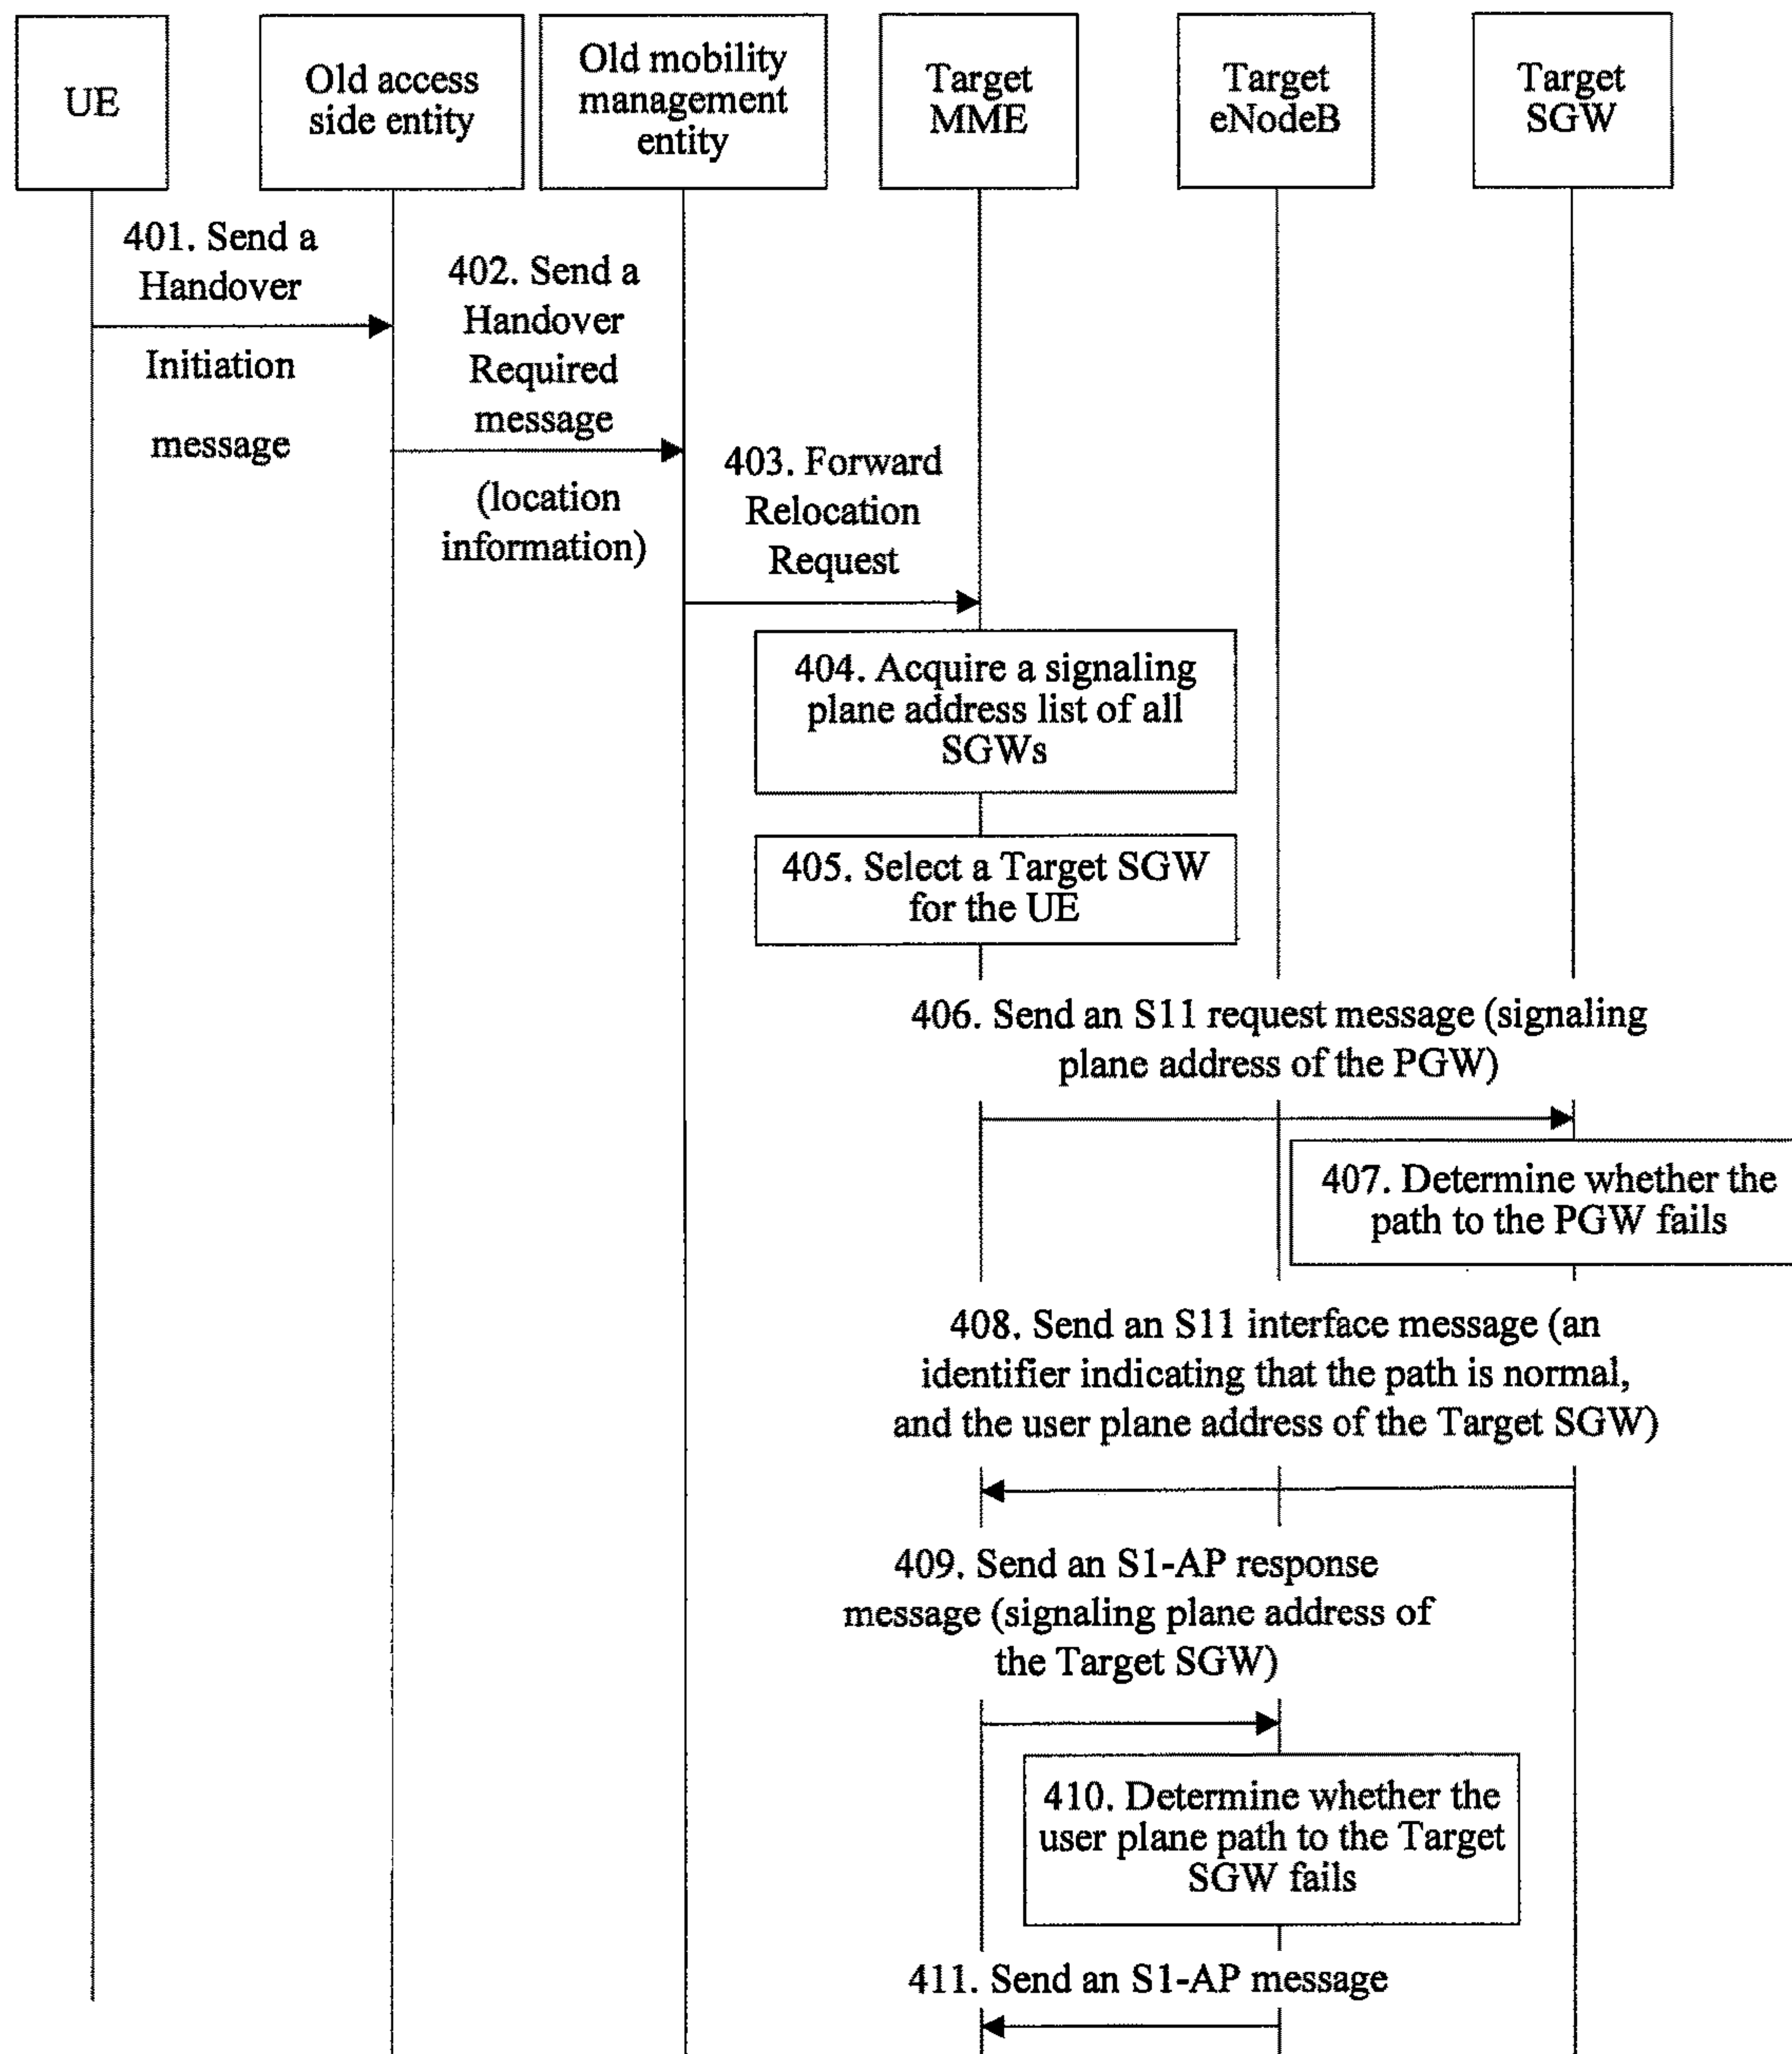 UE
Old access
side entity
Old mobility
management
entity
Target
MME
Target
eNodeB
Target
SGW
401. Send a
Handover
Initiation
message
402. Send a
Handover
Required
message
(location
information)
403. Forward
Relocation
Request
404. Acquire a signaling
plane address list of all
SGWs
405. Select a Target SGW
for the UE
406. Send an S11 request message (signaling
plane address of the PGW)
407. Determine whether the
path to the PGW fails
408. Send an S11 interface message (an
identifier indicating that the path is normal,
and the user plane address of the Target SGW)
409. Send an S1-AP response
message (signaling plane address of
the Target SGW)
410. Determine whether the
user plane path to the Target
SGW fails
411. Send an S1-AP message